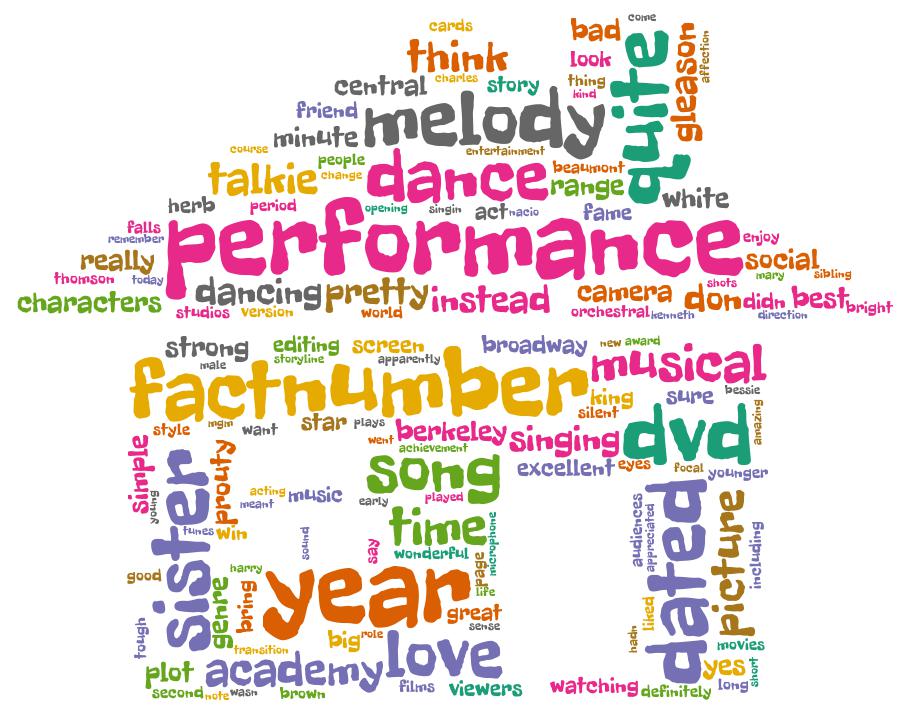 come
cards
bad
quite
gleason
affection
think
look
central
charles
story
thing
kind
friend
melody
minute
course
entertainment
people
talkie
change
dance
beaumont
range
white
herb
period
opening
singin
act
nacio
fame
falls
remember
performance
enjoy
really
social
thomson
today
mary
sibling
shots
characters
dancing
pretty
instead
camera
don
didn
best
bright
studios
version
world
orchestral
kenneth
direction
strong
editing
screen
broadway
new
award
male
storyline
apparently
musical
fact
number
king
sure
bessie
silent
style
mgm
want
star
plays
went
berkeley
singing
dvd
amazing
achievement
simple
young
sister
prouty
song
excellent
eyes
focal
younger
acting
meant
music
early
played
tunes
win
sound
say
time
microphone
wonderful
audiences
appreciated
dated
picture
including
good
harry
genre
bring
year
page
life
great
sense
tough
big
role
transition
hadn
liked
movies
plot
academy
love
yes
short
second
note
wasn
brown
films
viewers
watching
definitely
long